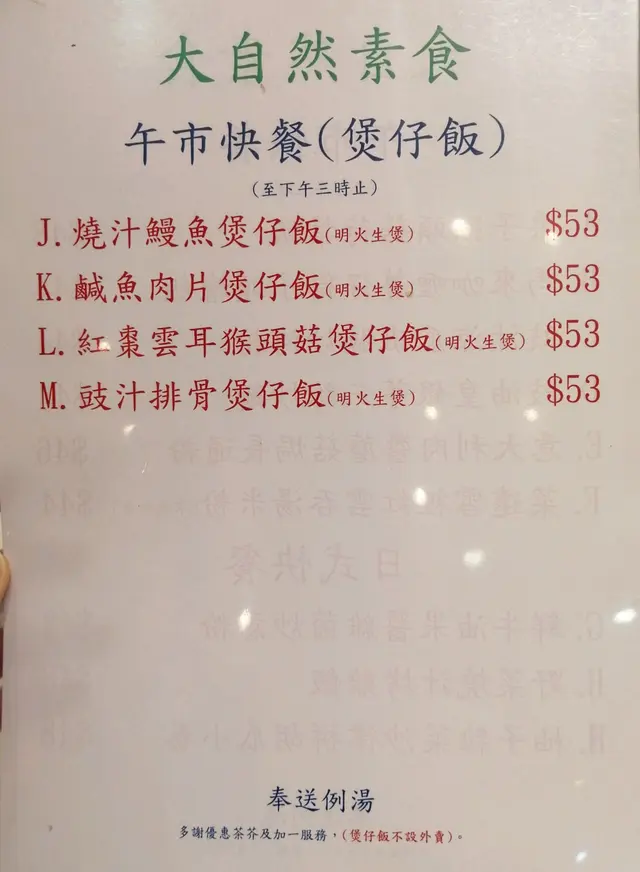 大自然素食
午市快餐(煲仔飯)
(至下午三時止)
J. 燒汁鰻魚煲仔飯(明火生煲) $53
K. 鹹魚肉片煲仔飯(明火生煲) $53
L. 紅棗雲耳猴頭菇煲仔飯(明火生煲) $53
M. 豉汁排骨煲仔飯(明火生煲) $53
奉送例湯
多謝優惠茶芥及加一服務，(煲仔飯不設外賣)。